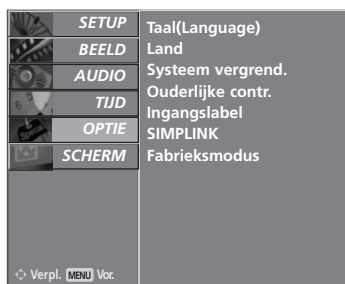 SETUP
BEELD
AUDIO
TIJD
OPTIE
SCHERM
Taal(Language)
Land
Systeem vergrend.
Ouderlijke contr.
Ingangslabel
SIMPLINK
Fabrieksmodus
Verpl. MENU Vor.